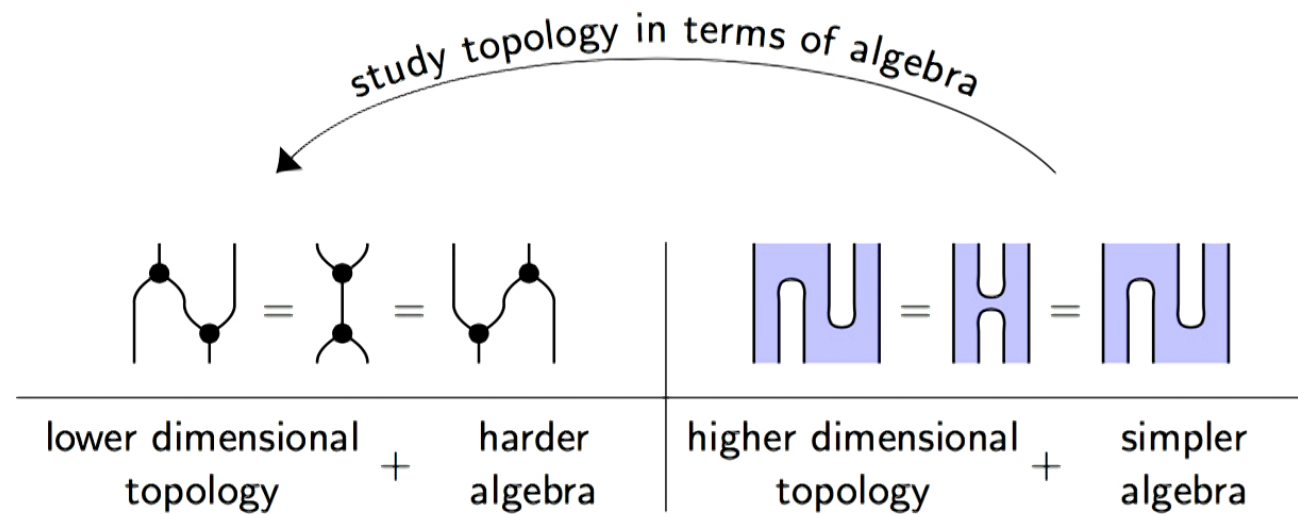 study topology in terms of algebra
= = = =
lower dimensional topology + harder algebra
higher dimensional topology + simpler algebra